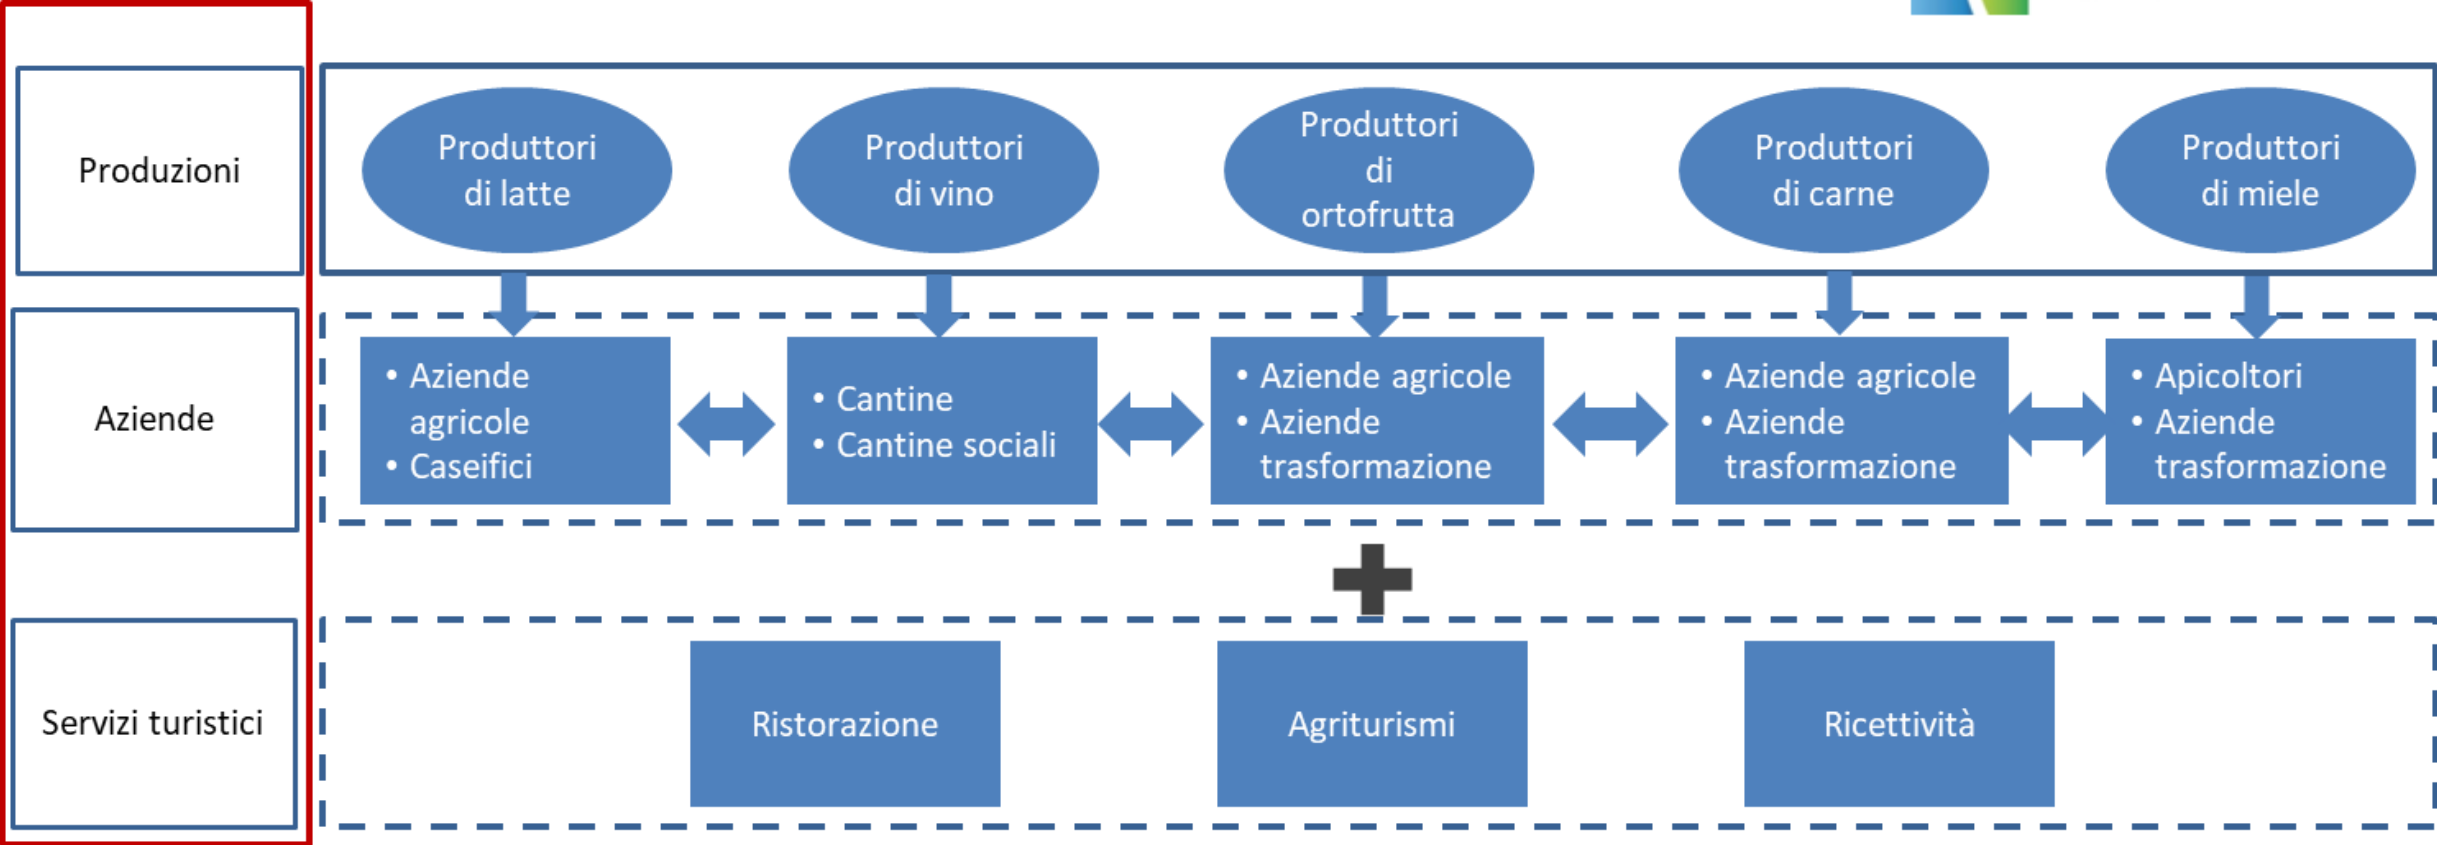 Produzioni
Produttori
di latte
Produttori
di vino
Produttori
di
ortofrutta
Produttori
di carne
Produttori
di miele
Aziende
• Aziende
agricole
• Caseifici
• Cantine
• Cantine sociali
• Aziende agricole
• Aziende
trasformazione
• Aziende agricole
• Aziende
trasformazione
• Apicoltori
• Aziende
trasformazione
Servizi turistici
Ristorazione
Agriturismi
Ricettività